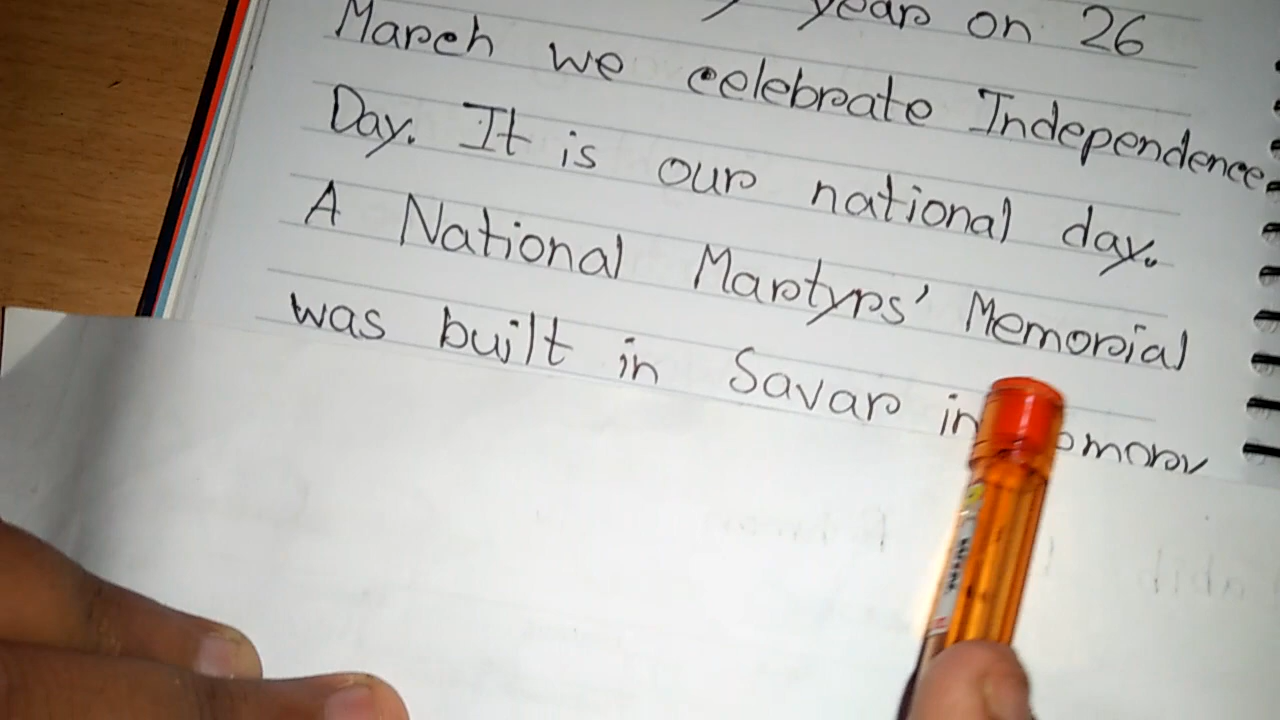 year on 26
March we celebrate Independence
Day. It is our national day.
A National Martyrs' Memorial
was built in Savar in